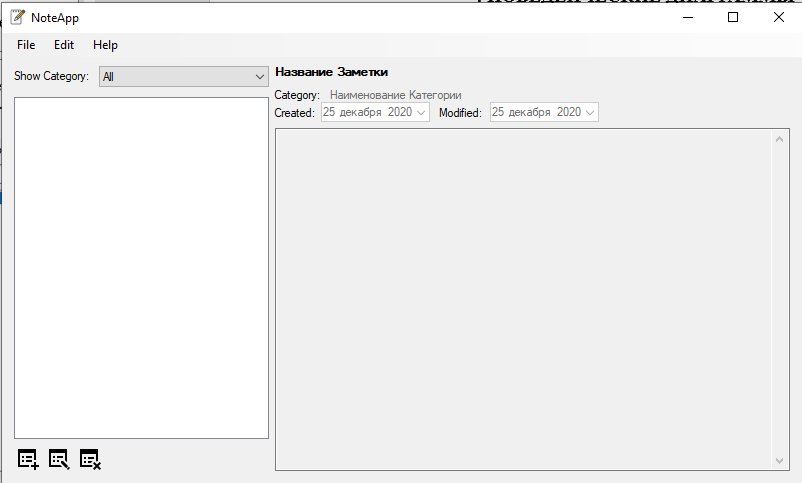 NoteApp
File Edit Help
Show Category: All
Название Заметки
Category: Наименование Категории
Created: 25 декабря 2020 Modified: 25 декабря 2020